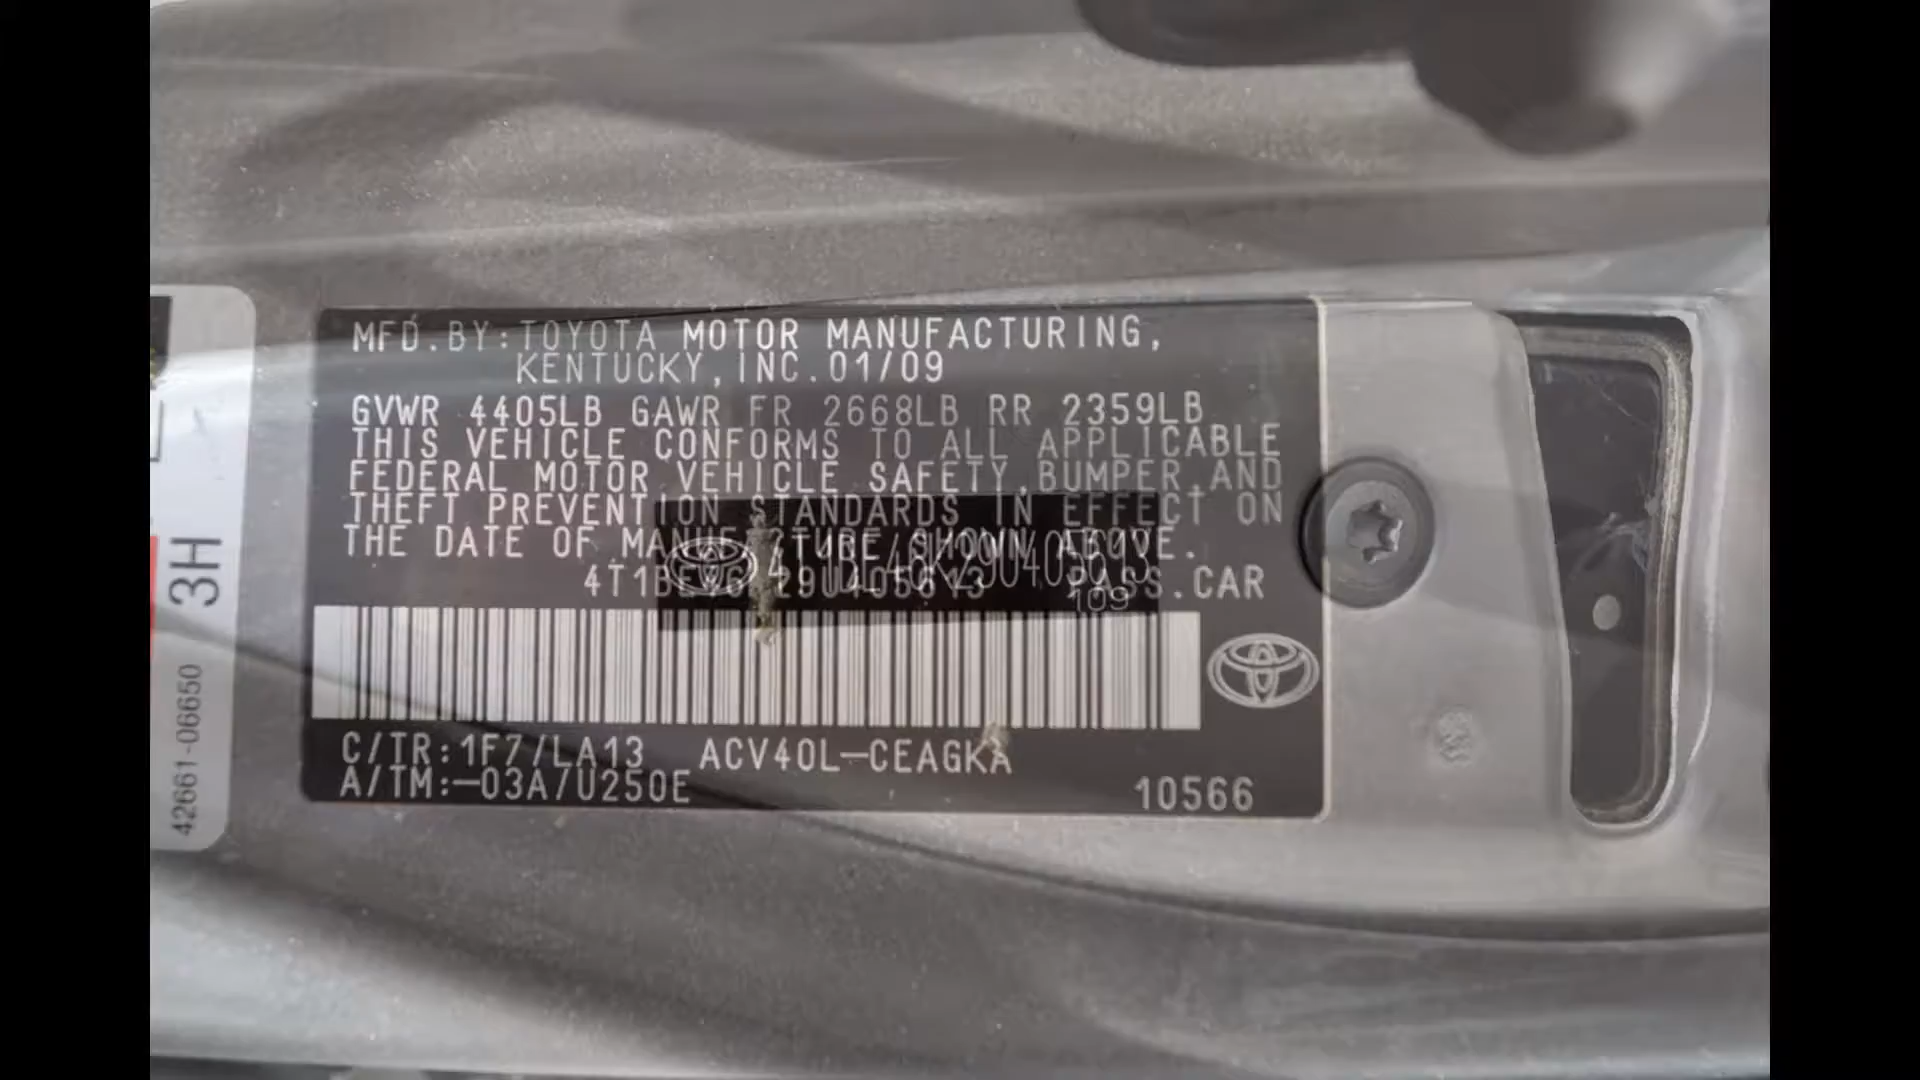 MFD.BY:TOYOTA MOTOR MANUFACTURING,
KENTUCKY,INC.01/09
GVWR 4405LB GAWR FR 2668LB RR 2359LB
THIS VEHICLE CONFORMS TO ALL APPLICABLE
FEDERAL MOTOR VEHICLE SAFETY,BUMPER,AND
THEFT PREVENTION STANDARDS IN EFFECT ON
THE DATE OF MANUFACTURE SHOWN ABOVE.
PASS.CAR
109
C/TR:1F7/LA13 ACV40L-CEAGKA
A/TM:-03A/U250E
10566
3H
42661-06650